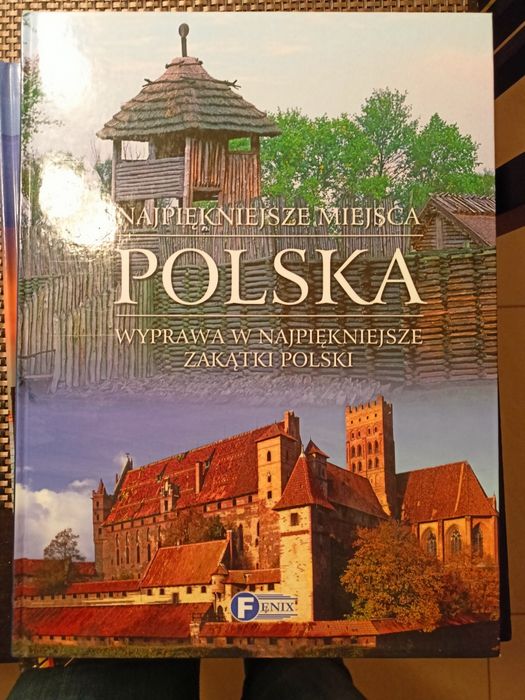 NAJPIĘKNIEJSZE MIEJSCA
POLSKA
WYPRAWA W NAJPIĘKNIEJSZE
ZAKĄTKI POLSKI
FENIX